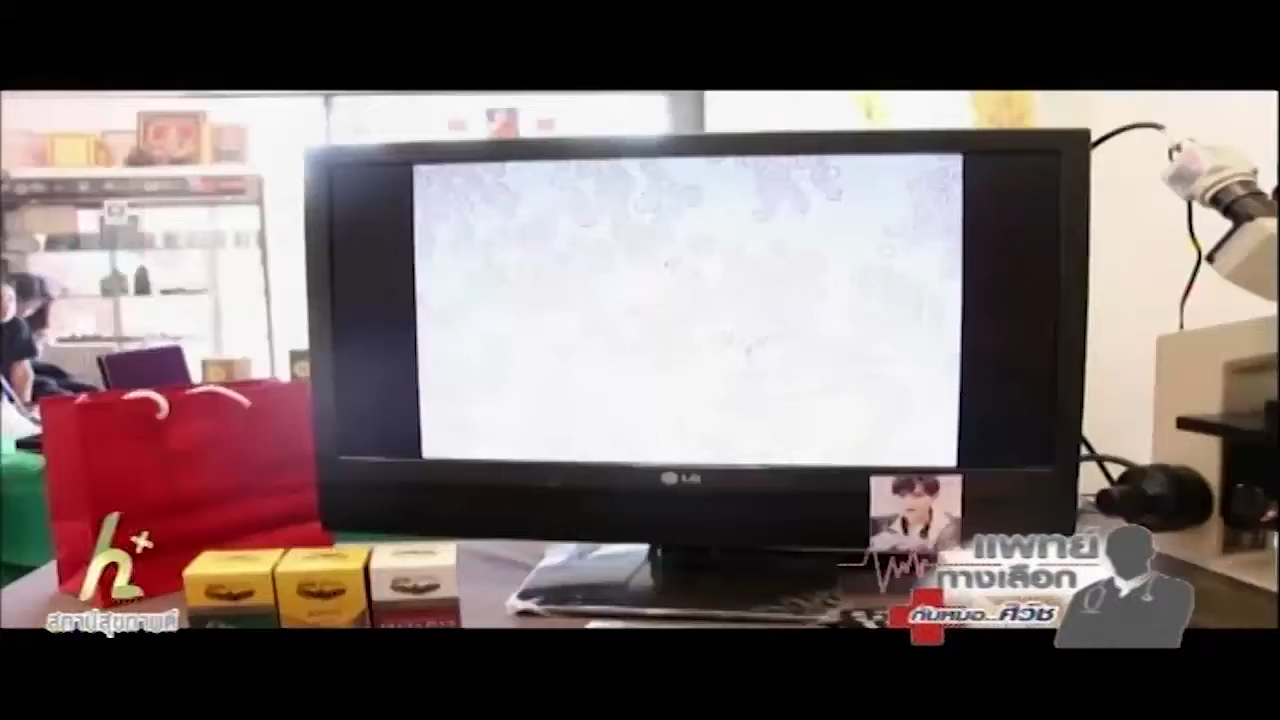 LG
h+
สถานีสุขภาพดี
แพทย์
ทางเลือก
กับหมอ...ศิวัช